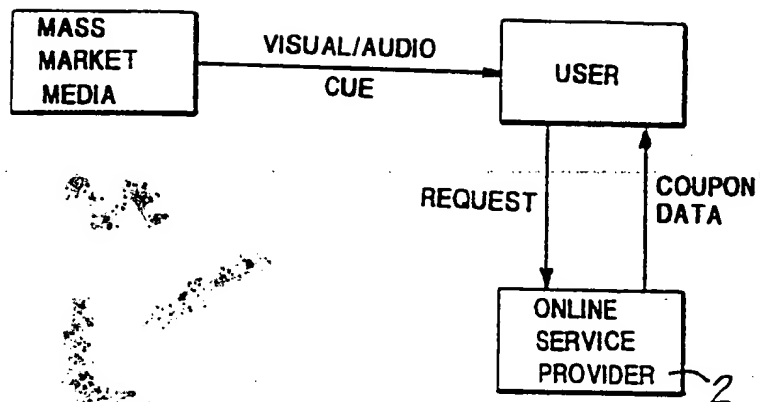 MASS
MARKET
MEDIA
VISUAL/AUDIO
CUE
USER
REQUEST
COUPON
DATA
ONLINE
SERVICE
PROVIDER
2